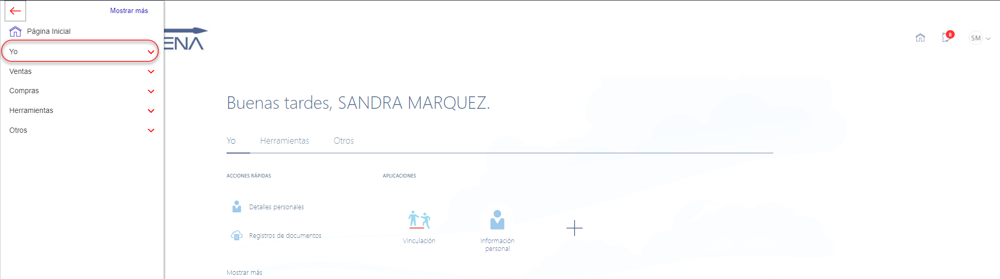 Mostrar más
Página Inicial
Yo
Ventas
Compras
Herramientas
Otros
ENA
8
SM
Buenas tardes, SANDRA MARQUEZ.
Yo Herramientas Otros
ACCIONES RÁPIDAS
Detalles personales
Registros de documentos
Mostrar más
APLICACIONES
Vinculación
Información
personal